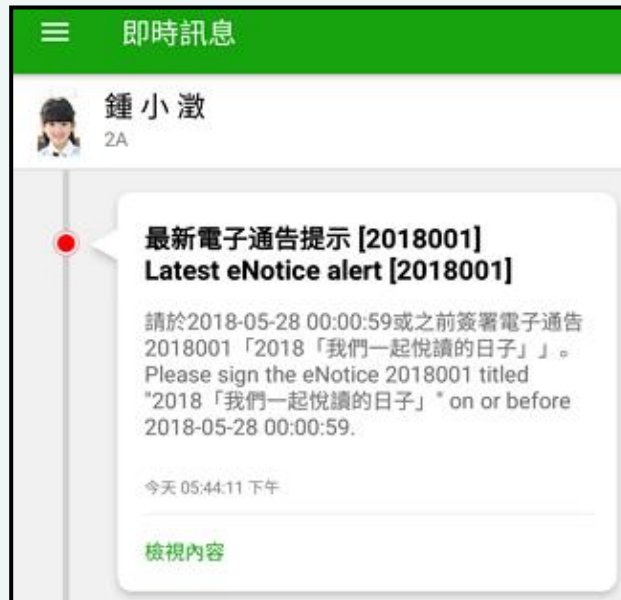 即時訊息
鍾 小 澂
2A
最新電子通告提示 [2018001]
Latest eNotice alert [2018001]
請於2018-05-28 00:00:59或之前簽署電子通告
2018001「2018「我們一起悅讀的日子」」。
Please sign the eNotice 2018001 titled
"2018「我們一起悅讀的日子」" on or before
2018-05-28 00:00:59.
今天 05:44:11 下午
檢視內容